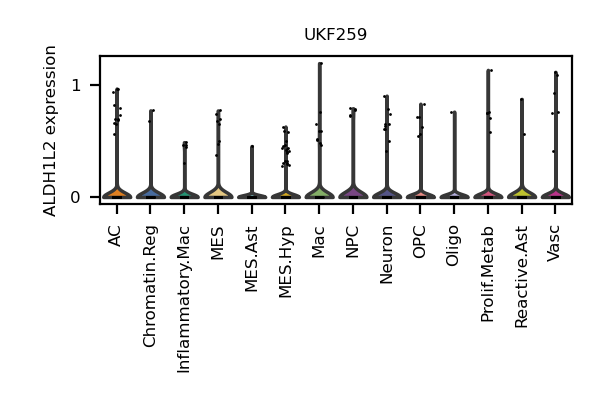 UKF259
ALDH1L2 expression
1
0
AC
Chromatin.Reg
Inflammatory.Mac
MES
MES.Ast
MES.Hyp
Mac
NPC
Neuron
OPC
Oligo
Prolif.Metab
Reactive.Ast
Vasc